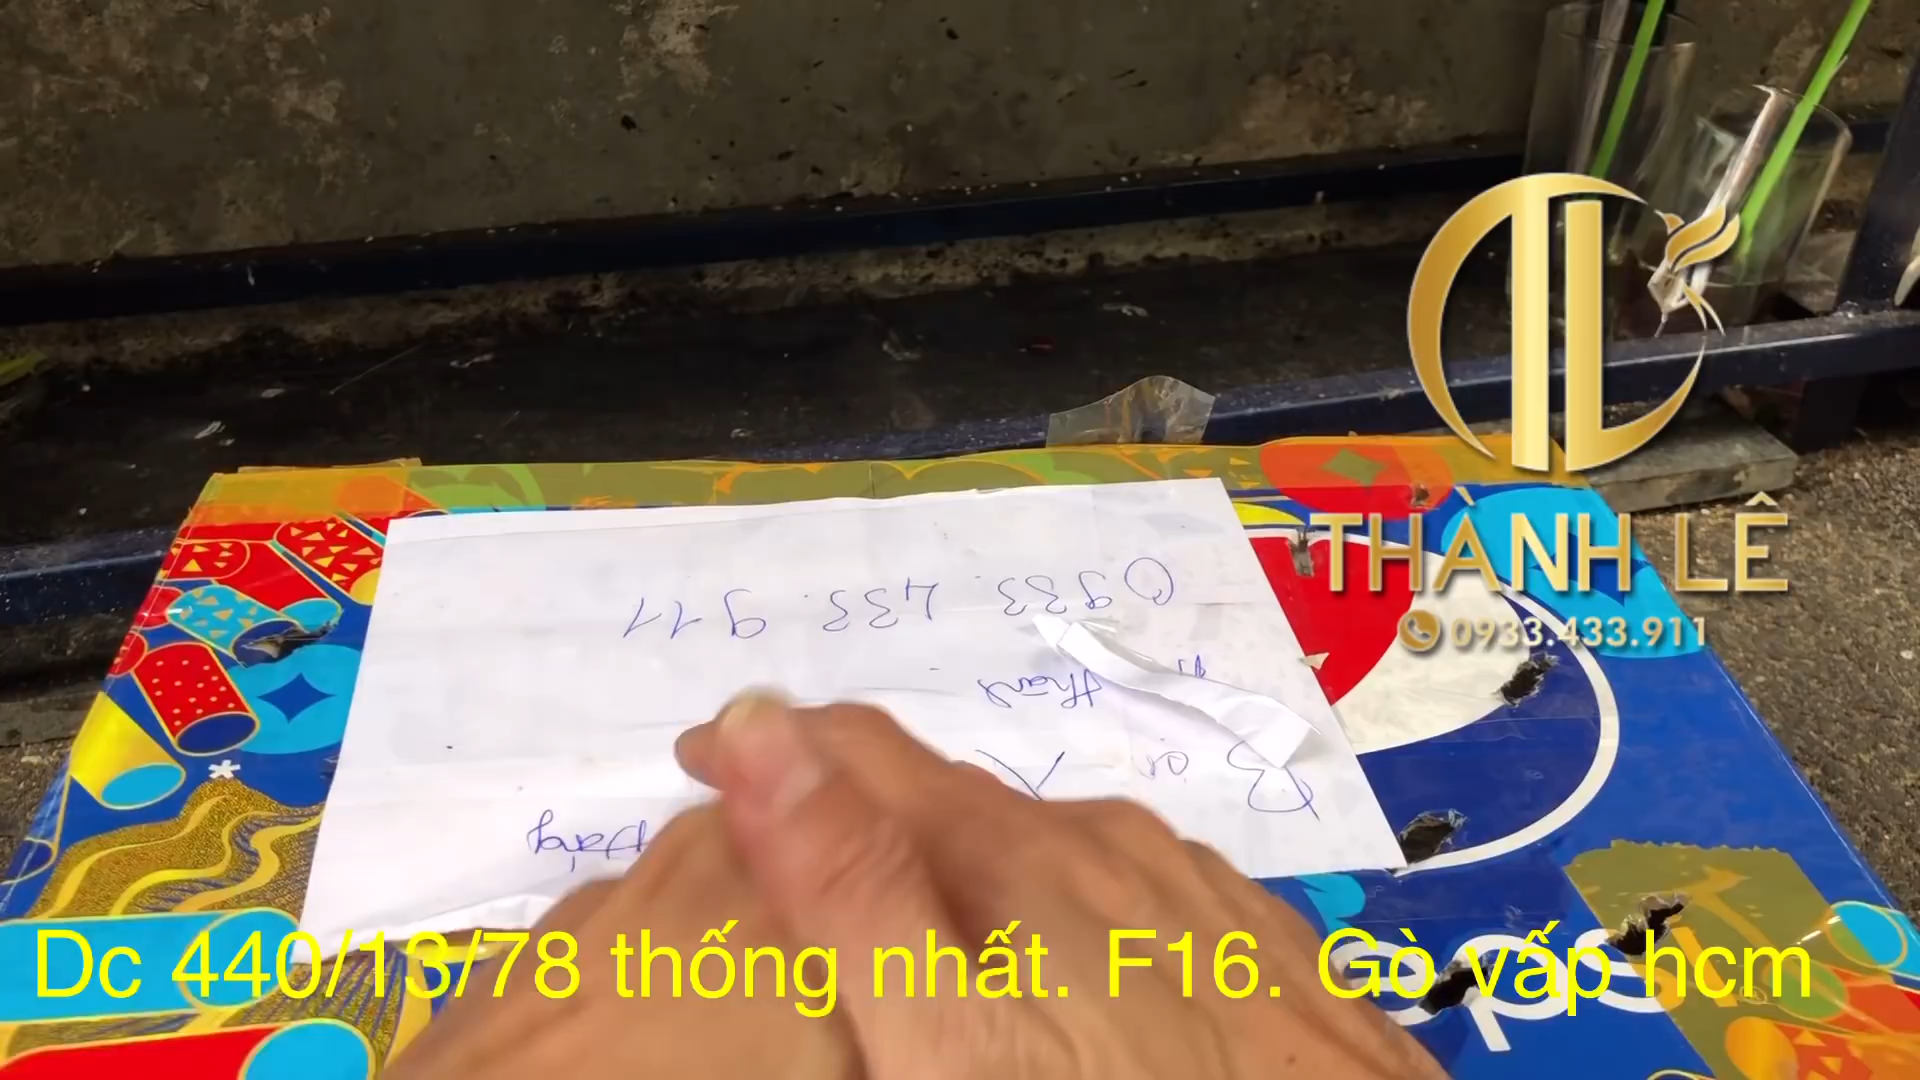 THÀNH LÊ
0933.433.911
0933. 433. 911
thành
Đảng
Dc 440/13/78 thống nhất. F16. Gò vấp hcm